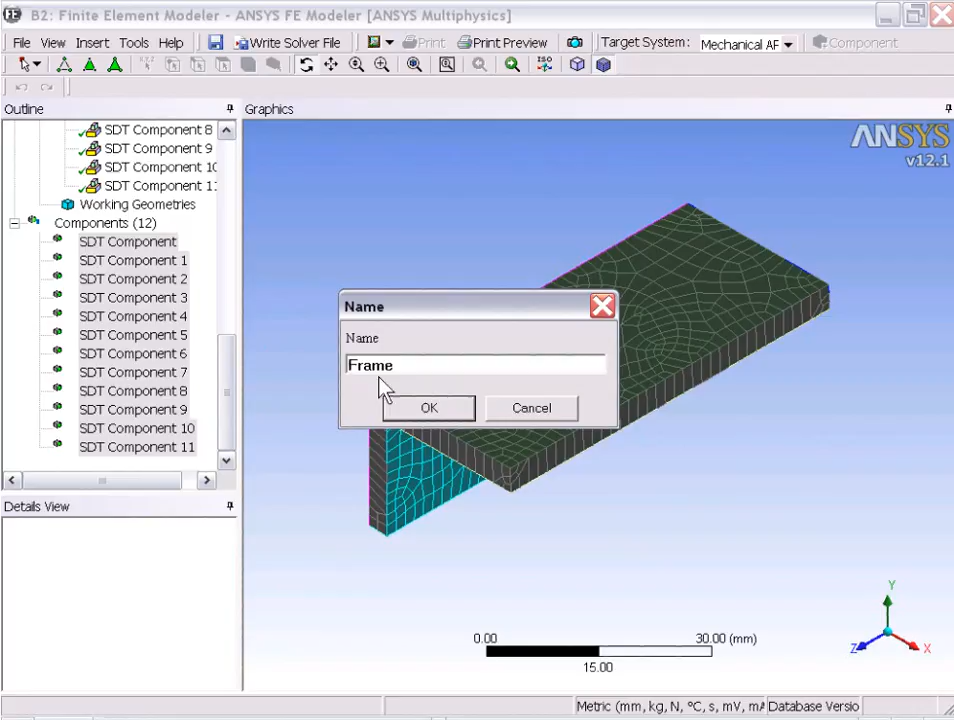 B2: Finite Element Modeler - ANSYS FE Modeler [ANSYS Multiphysics]
File View Insert Tools Help Write Solver File Print Print Preview Target System: Mechanical AF Component
ISO
Outline
Graphics
SDT Component 8
SDT Component 9
SDT Component 10
SDT Component 11
Working Geometries
Components (12)
SDT Component
SDT Component 1
SDT Component 2
SDT Component 3
SDT Component 4
SDT Component 5
SDT Component 6
SDT Component 7
SDT Component 8
SDT Component 9
SDT Component 10
SDT Component 11
Details View
ANSYS
v12.1
Name
Name
Frame
OK Cancel
0.00 30.00 (mm)
15.00
Y
Z X
Metric (mm, kg, N, °C, s, mV, mA Database Versio